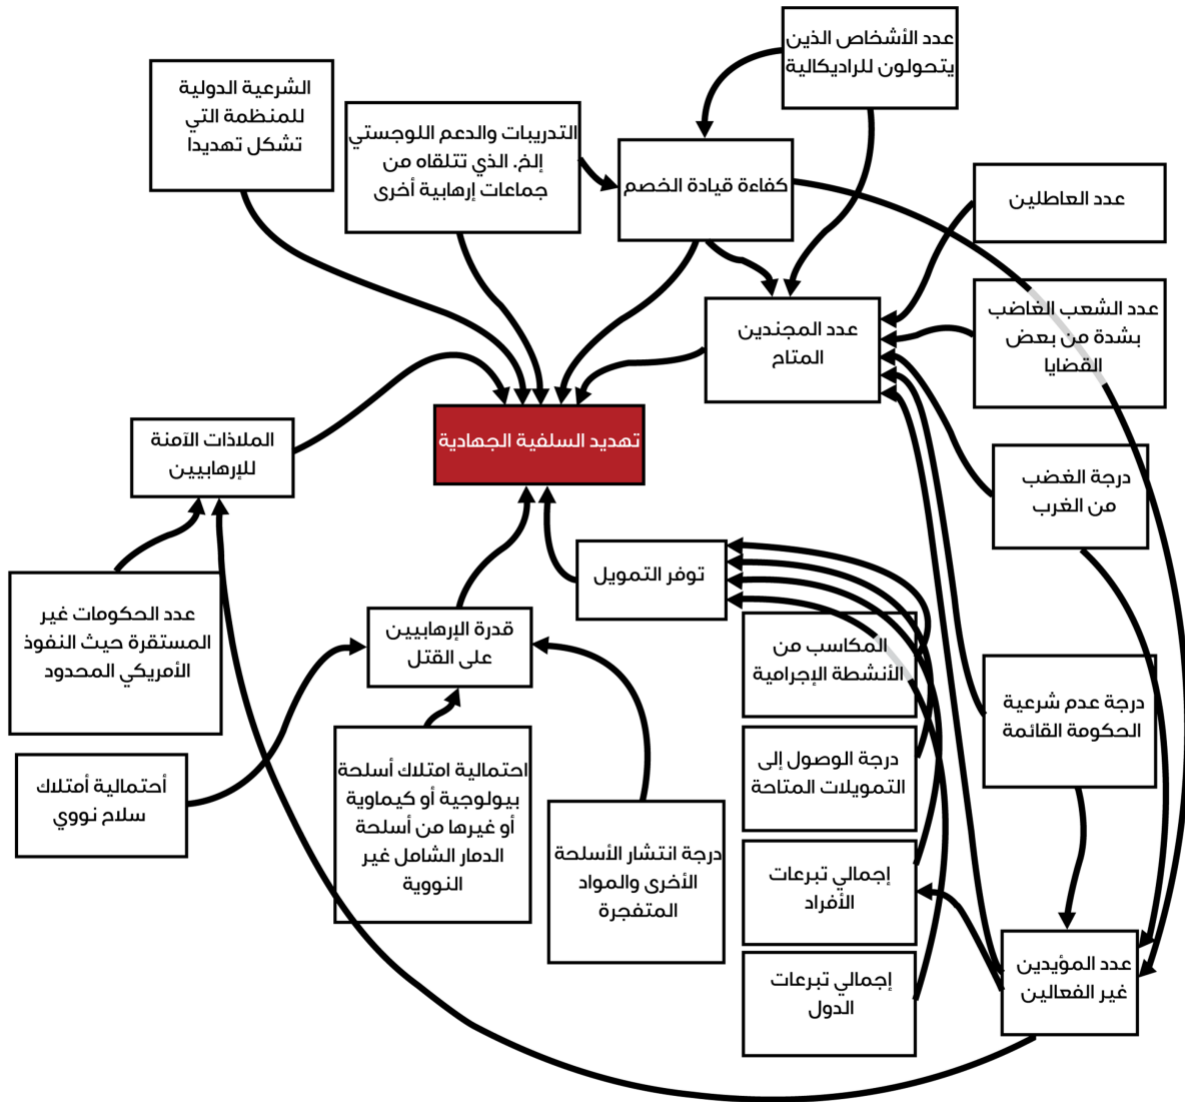 عدد الأشخاص الذين
يتحولون للراديكالية
الشرعية الدولية
للمنظمة التي
تشكل تهديدا
التدريبات والدعم اللوجستي
إلخ. الذي تتلقاه من
جماعات إرهابية أخرى
كفاءة قيادة الخصم
عدد العاطلين
عدد الشعب الغاضب
بشدة من بعض
القضايا
عدد المجندين
المتاح
تهديد السلفية الجهادية
الملاذات الآمنة
للإرهابيين
درجة الغضب
من الغرب
توفر التمويل
عدد الحكومات غير
المستقرة حيث النفوذ
الأمريكي المحدود
قدرة الإرهابيين
على القتل
المكاسب من
الأنشطة الإجرامية
درجة عدم شرعية
الحكومة القائمة
درجة الوصول إلى
التمويلات المتاحة
أحتمالية أمتلاك
سلاح نووي
احتمالية امتلاك أسلحة
بيولوجية أو كيماوية
أو غيرها من أسلحة
الدمار الشامل غير
النووية
درجة انتشار الأسلحة
الأخرى والمواد
المتفجرة
إجمالي تبرعات
الأفراد
عدد المؤيدين
غير الفعالين
إجمالي تبرعات
الدول